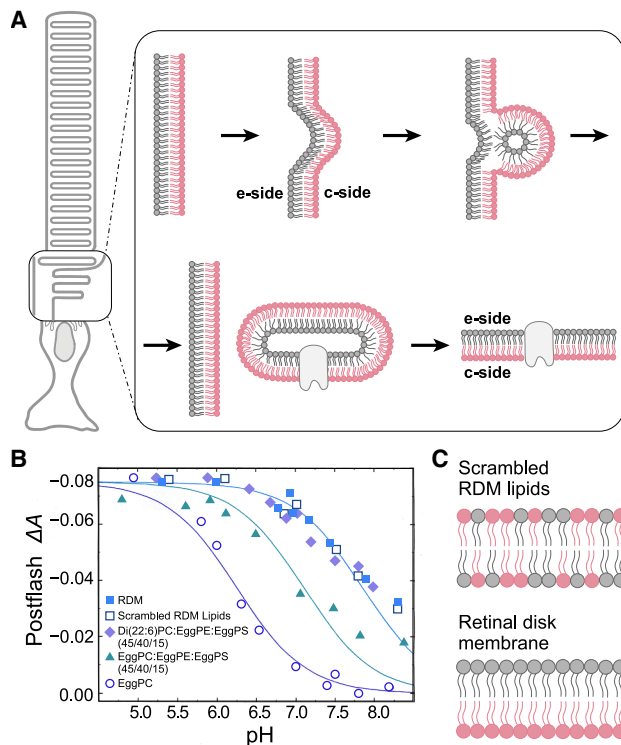 A
e-side
c-side
e-side
c-side
B
Postflash ΔA
−0.08
−0.06
−0.04
−0.02
0.00
RDM
Scrambled RDM Lipids
Di(22:6)PC:EggPE:EggPS
(45/40/15)
EggPC:EggPE:EggPS
(45/40/15)
EggPC
5.0
5.5
6.0
6.5
7.0
7.5
8.0
pH
C
Scrambled
RDM lipids
Retinal disk
membrane